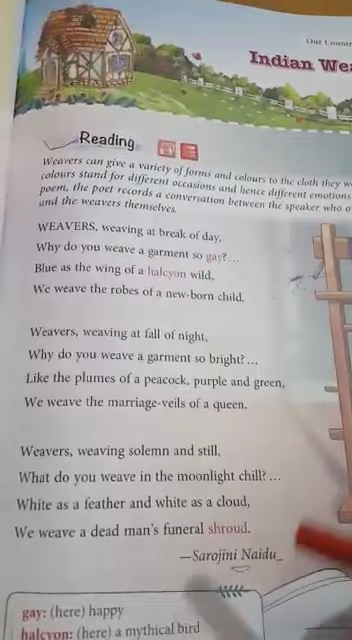 Our Countr
Indian Wea
Reading
Weavers can give a variety of forms and colours to the cloth they w
colours stand for different occasions and hence different emotions
poem, the poet records a conversation between the speaker who o
and the weavers themselves.
WEAVERS, weaving at break of day,
Why do you weave a garment so gay?...
Blue as the wing of a halcyon wild,
We weave the robes of a new-born child.
Weavers, weaving at fall of night,
Why do you weave a garment so bright?...
Like the plumes of a peacock, purple and green,
We weave the marriage-veils of a queen.
Weavers, weaving solemn and still,
What do you weave in the moonlight chill?...
White as a feather and white as a cloud,
We weave a dead man's funeral shroud.
—Sarojini Naidu
gay: (here) happy
halcyon: (here) a mythical bird